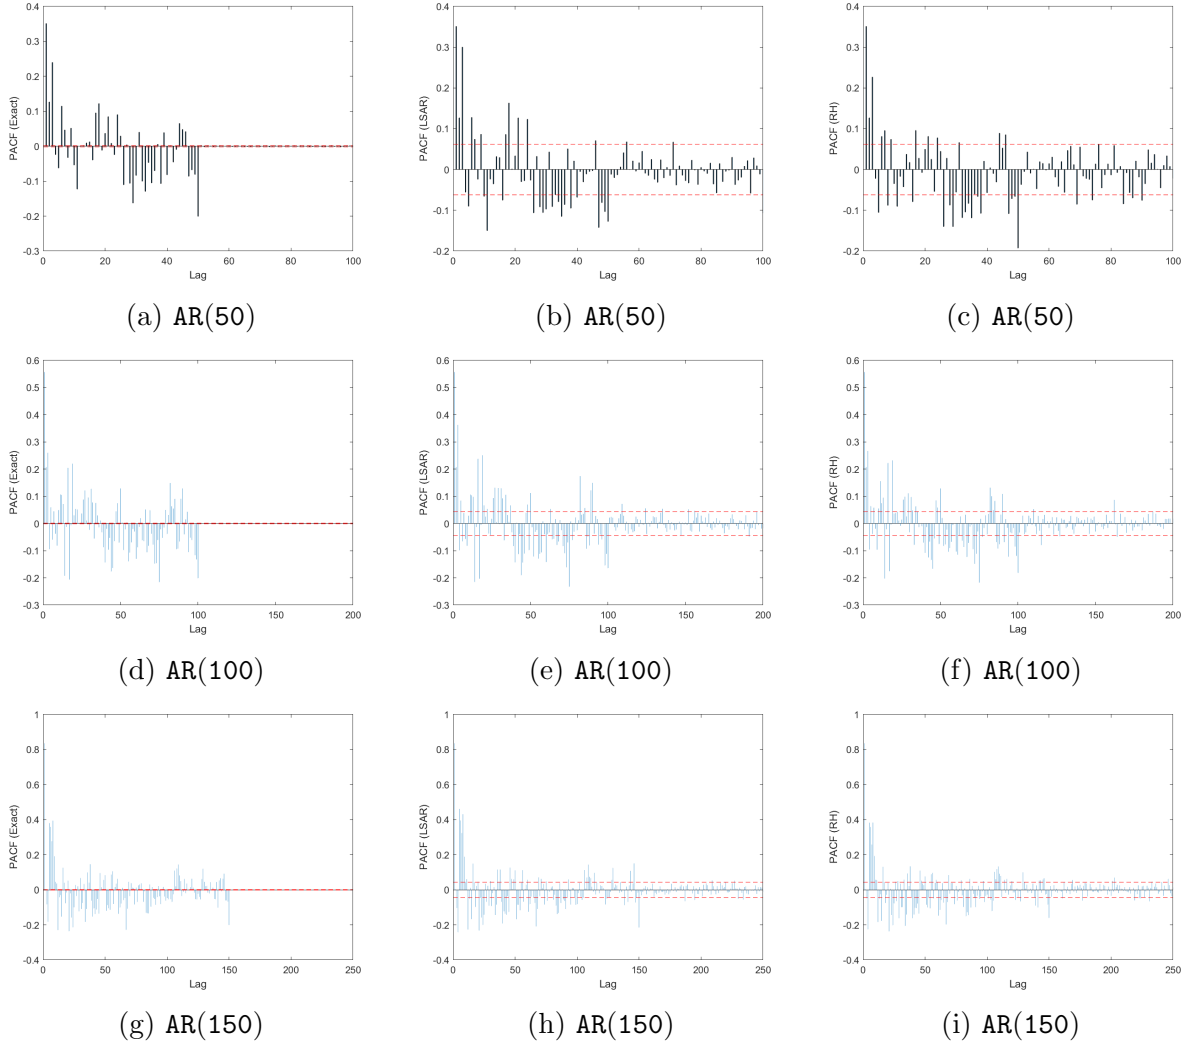 0.4
0.3
0.2
0.1
0
-0.1
-0.2
-0.3
PACF (Exact)
0 20 40 60 80 100
Lag
(a) AR(50)
0.4
0.3
0.2
0.1
0
-0.1
-0.2
PACF (LSAR)
0 20 40 60 80 100
Lag
(b) AR(50)
0.4
0.3
0.2
0.1
0
-0.1
-0.2
PACF (RH)
0 20 40 60 80 100
Lag
(c) AR(50)
0.6
0.5
0.4
0.3
0.2
0.1
0
-0.1
-0.2
-0.3
PACF (Exact)
0 50 100 150 200
Lag
(d) AR(100)
0.6
0.5
0.4
0.3
0.2
0.1
0
-0.1
-0.2
-0.3
PACF (LSAR)
0 50 100 150 200
Lag
(e) AR(100)
0.6
0.5
0.4
0.3
0.2
0.1
0
-0.1
-0.2
-0.3
PACF (RH)
0 50 100 150 200
Lag
(f) AR(100)
1
0.8
0.6
0.4
0.2
0
-0.2
-0.4
PACF (Exact)
0 50 100 150 200 250
Lag
(g) AR(150)
1
0.8
0.6
0.4
0.2
0
-0.2
-0.4
PACF (LSAR)
0 50 100 150 200 250
Lag
(h) AR(150)
1
0.8
0.6
0.4
0.2
0
-0.2
-0.4
PACF (RH)
0 50 100 150 200 250
Lag
(i) AR(150)